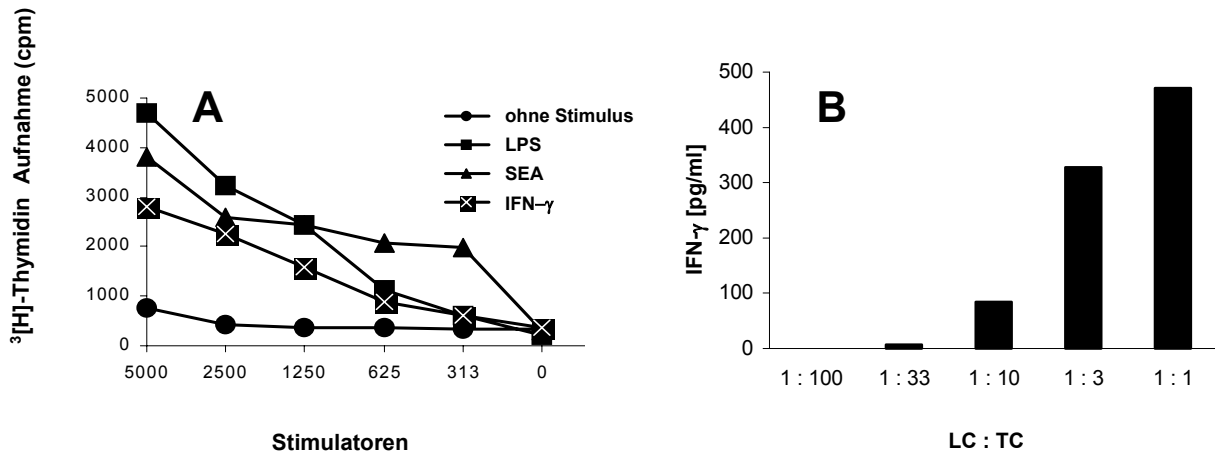 ³[H]-Thymidin Aufnahme (cpm)
A
5000
4000
3000
2000
1000
0
5000 2500 1250 625 313 0
Stimulatoren
ohne Stimulus
LPS
SEA
IFN–γ
B
IFN-γ [pg/ml]
500
400
300
200
100
0
1 : 100 1 : 33 1 : 10 1 : 3 1 : 1
LC : TC